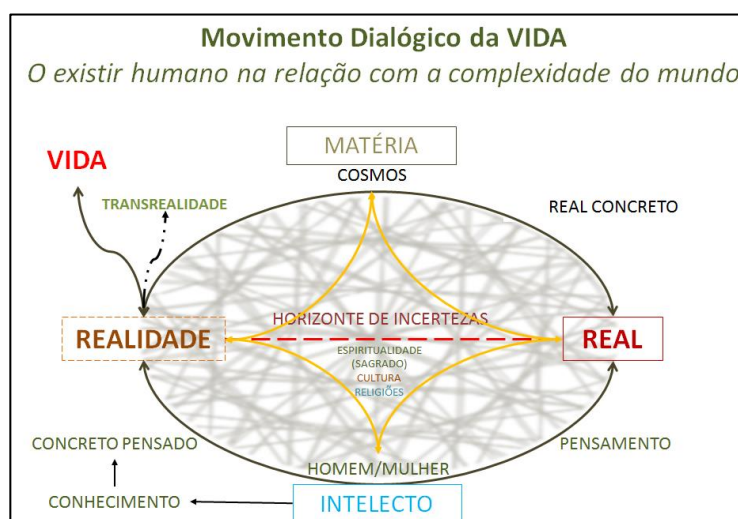 Movimento Dialógico da VIDA
O existir humano na relação com a complexidade do mundo
MATÉRIA
COSMOS
VIDA
TRANSREALIDADE
REAL CONCRETO
HORIZONTE DE INCERTEZAS
REALIDADE
REAL
ESPIRITUALIDADE
(SAGRADO)
CULTURA
RELIGIÕES
CONCRETO PENSADO
PENSAMENTO
HOMEM/MULHER
CONHECIMENTO
INTELECTO